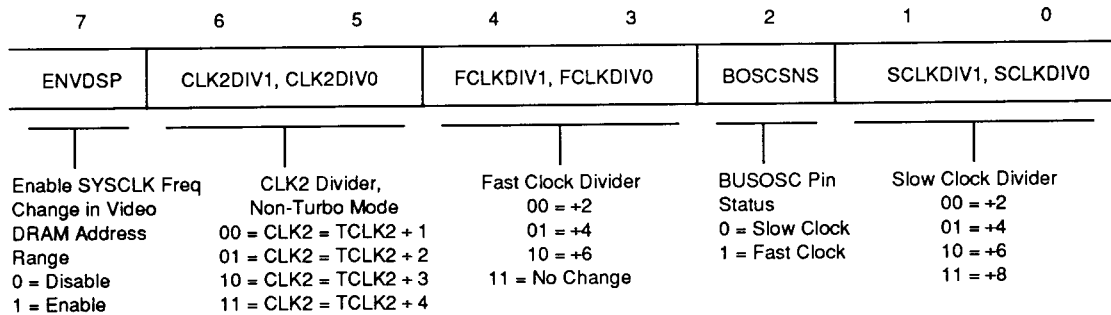 7 6 5 4 3 2 1 0
ENVDSP CLK2DIV1, CLK2DIV0 FCLKDIV1, FCLKDIV0 BOSCSNS SCLKDIV1, SCLKDIV0
Enable SYSCLK Freq
Change in Video
DRAM Address
Range
0 = Disable
1 = Enable
CLK2 Divider,
Non-Turbo Mode
00 = CLK2 = TCLK2 + 1
01 = CLK2 = TCLK2 + 2
10 = CLK2 = TCLK2 + 3
11 = CLK2 = TCLK2 + 4
Fast Clock Divider
00 = +2
01 = +4
10 = +6
11 = No Change
BUSOSC Pin
Status
0 = Slow Clock
1 = Fast Clock
Slow Clock Divider
00 = +2
01 = +4
10 = +6
11 = +8